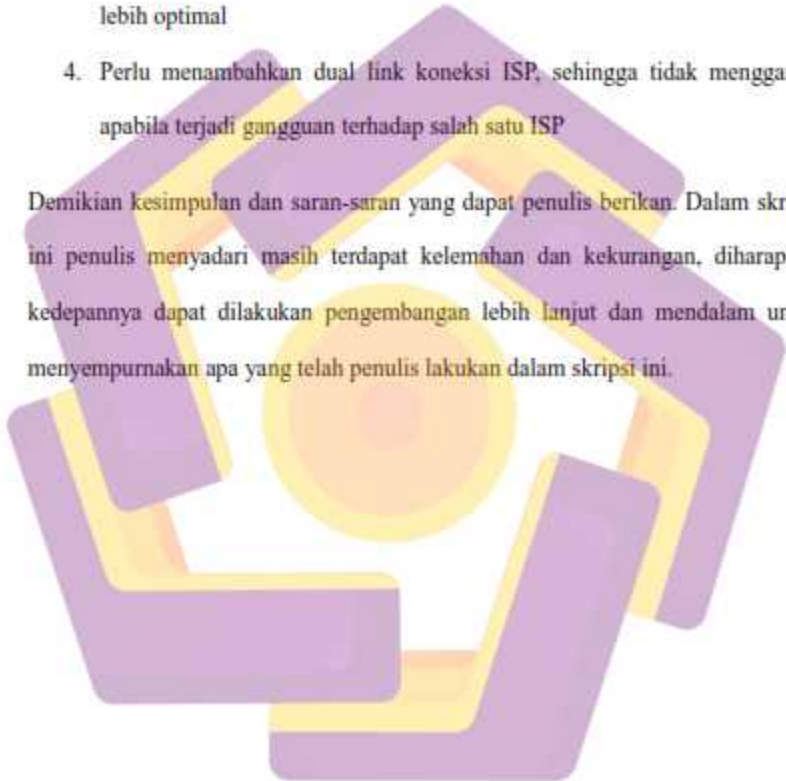 lebih optimal
4. Perlu menambahkan dual link koneksi ISP, sehingga tidak mengga
apabila terjadi gangguan terhadap salah satu ISP
Demikian kesimpulan dan saran-saran yang dapat penulis berikan. Dalam skr
ini penulis menyadari masih terdapat kelemahan dan kekurangan, diharap
kedepannya dapat dilakukan pengembangan lebih lanjut dan mendalam un
menyempurnakan apa yang telah penulis lakukan dalam skripsi ini.